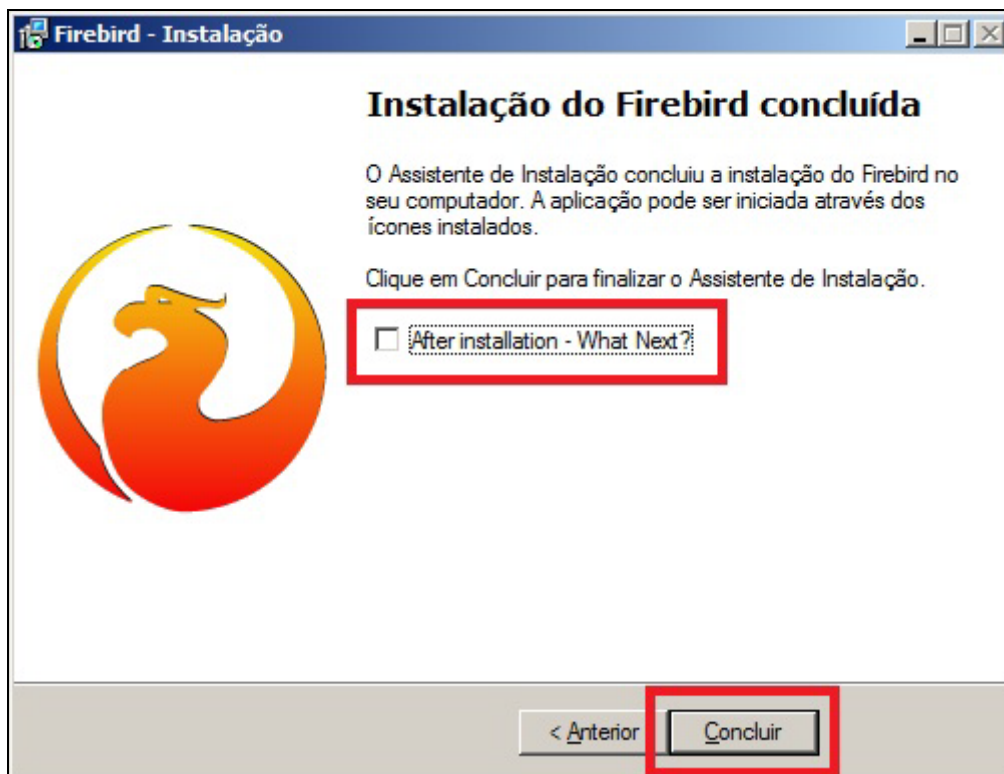 Firebird - Instalação
Instalação do Firebird concluída
O Assistente de Instalação concluiu a instalação do Firebird no
seu computador. A aplicação pode ser iniciada através dos
ícones instalados.
Clique em Concluir para finalizar o Assistente de Instalação.
After installation - What Next?
< Anterior
Concluir